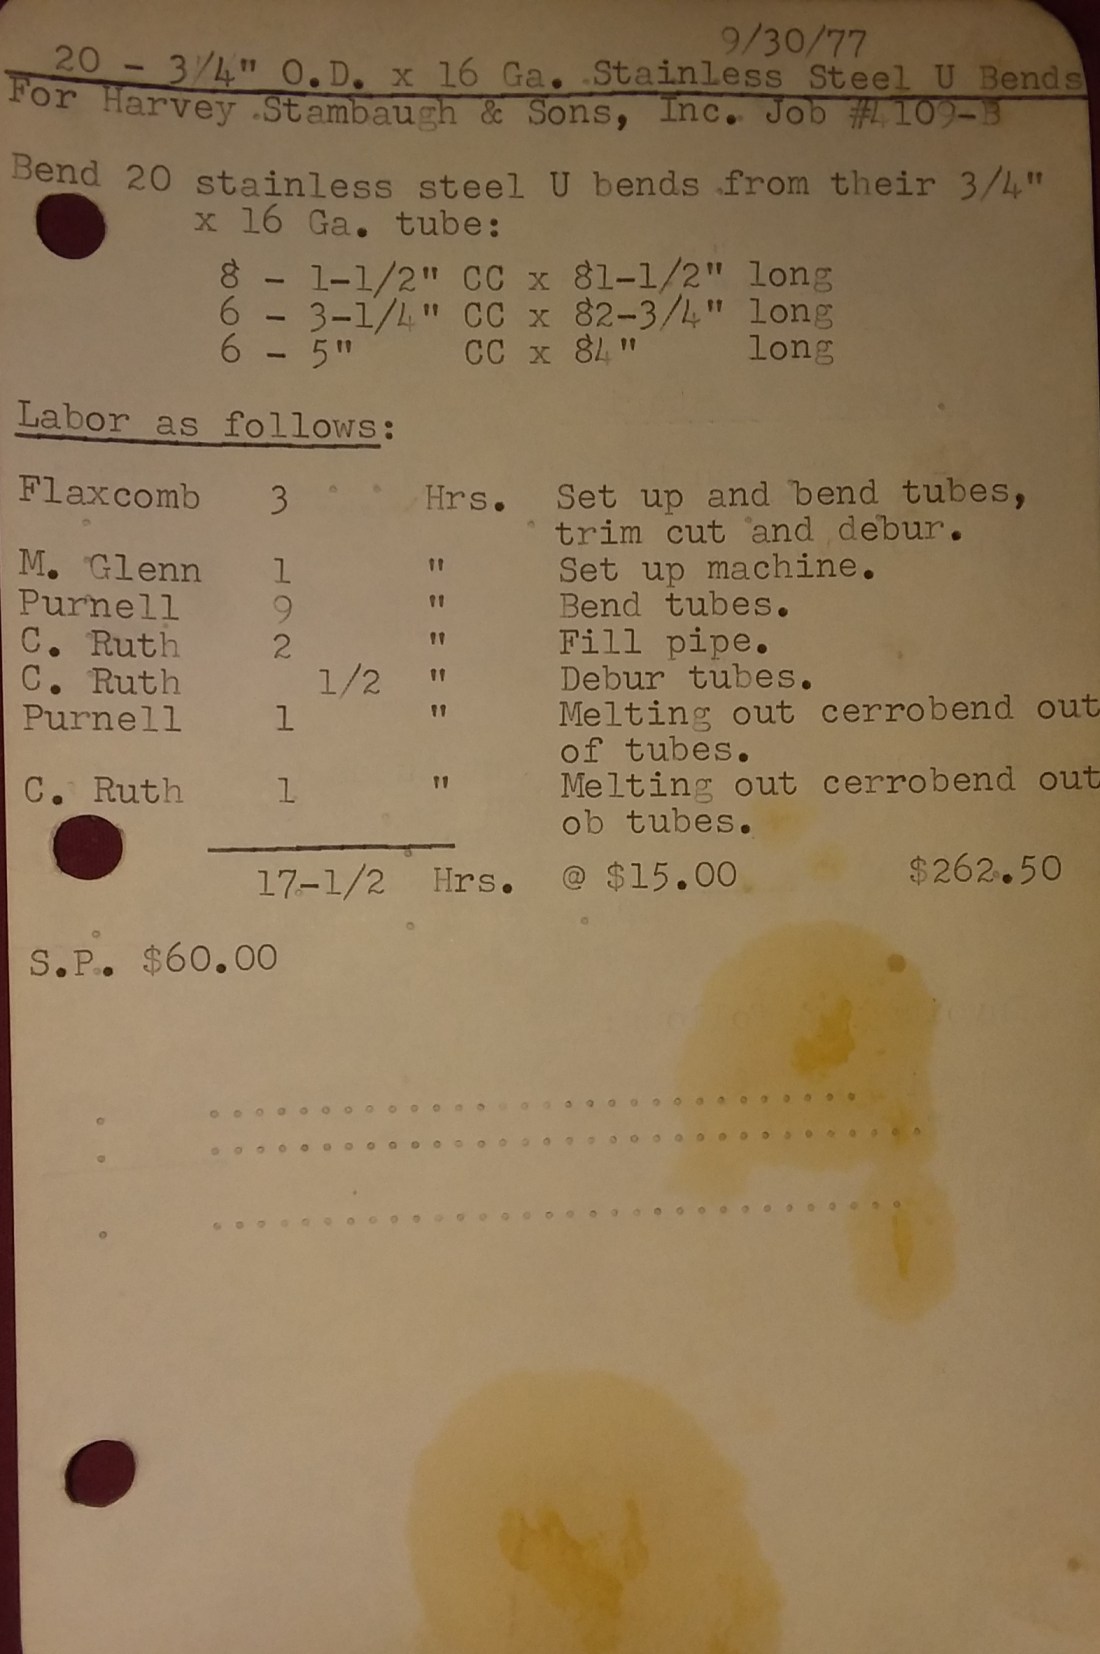 9/30/77
20 - 3/4" O.D. x 16 Ga. Stainless Steel U Bends
For Harvey Stambaugh & Sons, Inc. Job #4109-B
Bend 20 stainless steel U bends from their 3/4"
x 16 Ga. tube:
8 - 1-1/2" CC x 81-1/2" long
6 - 3-1/4" CC x 82-3/4" long
6 - 5" CC x 84" long
Labor as follows:
Flaxcomb 3 Hrs. Set up and bend tubes,
trim cut and debur.
M. Glenn 1 " Set up machine.
Purnell 9 " Bend tubes.
C. Ruth 2 " Fill pipe.
C. Ruth 1/2 " Debur tubes.
Purnell 1 " Melting out cerrobend out
of tubes.
C. Ruth 1 " Melting out cerrobend out
ob tubes.
17-1/2 Hrs. @ $15.00 $262.50
S.P. $60.00